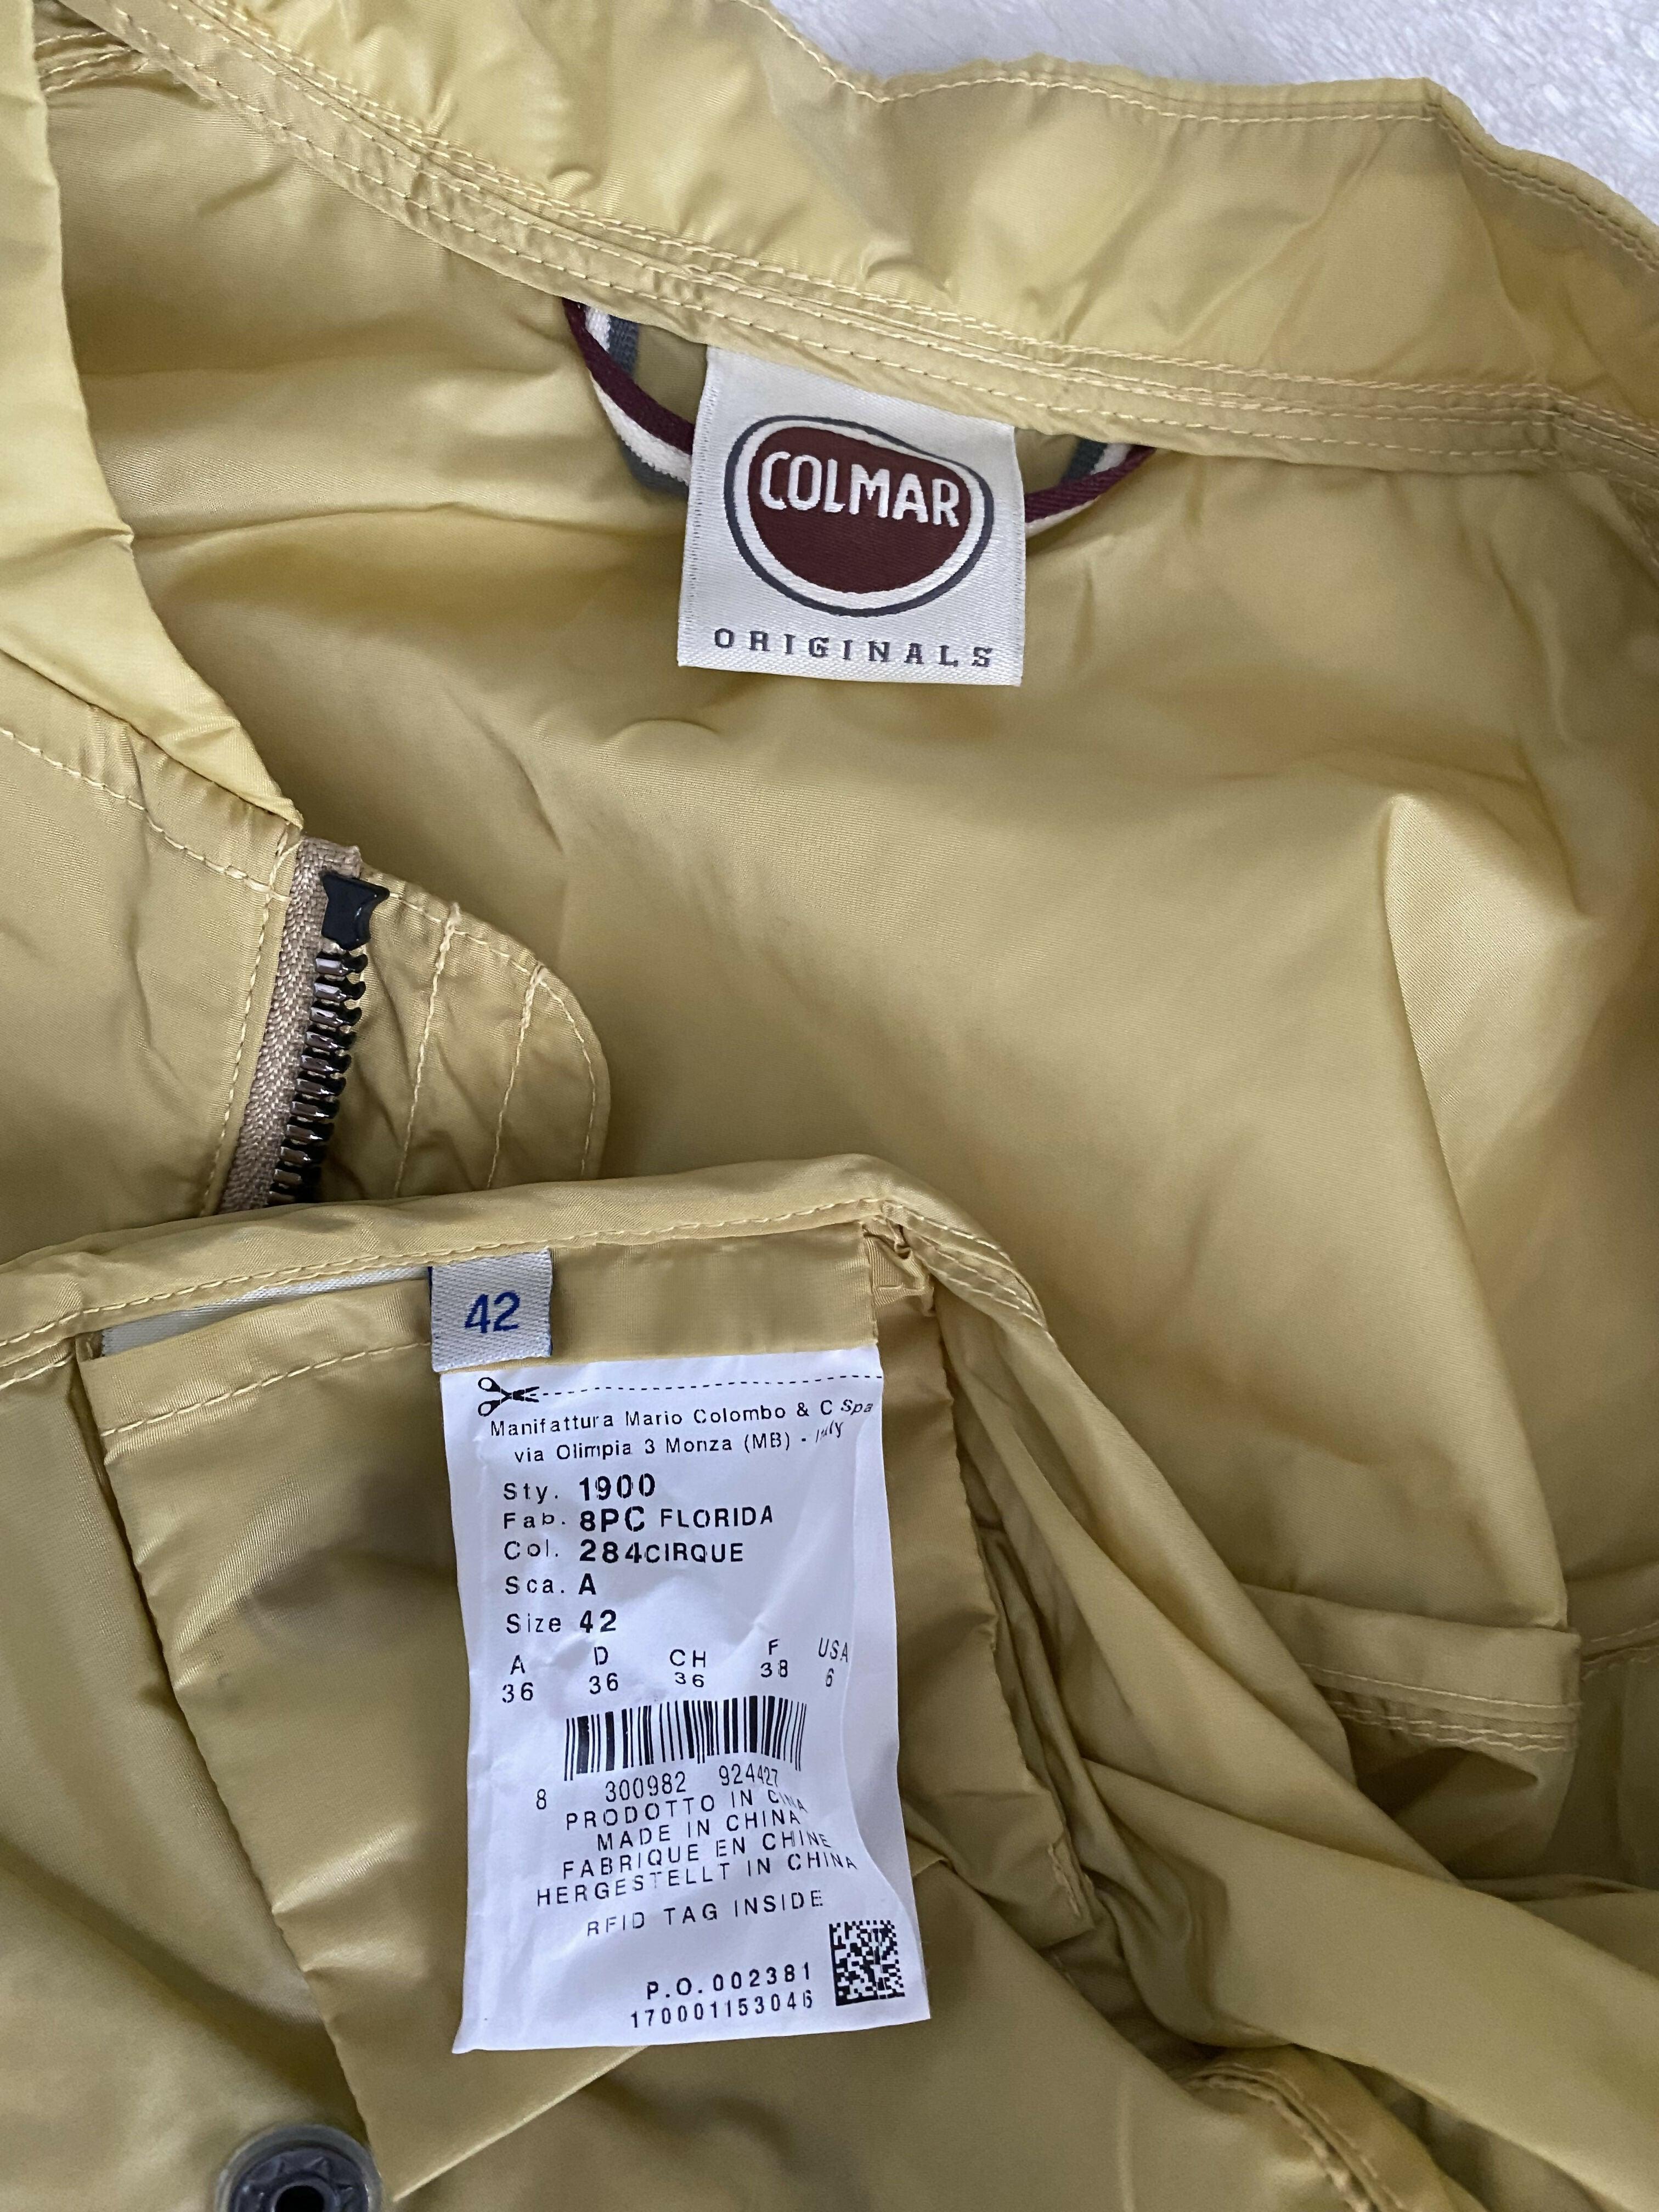 COLMAR
ORIGINALS
42
Manifattura Mario Colombo & C Spa
via Olimpia 3 Monza (MB) - Italy
Sty. 1900
Fab. 8PC FLORIDA
Col. 284CIRQUE
Sca. A
Size 42
A D CH F USA
36 36 36 38 6
8 300982 924427
PRODOTTO IN CINA
MADE IN CHINA
FABRIQUE EN CHINE
HERGESTELLT IN CHINA
RFID TAG INSIDE
P.O. 002381
170001153046